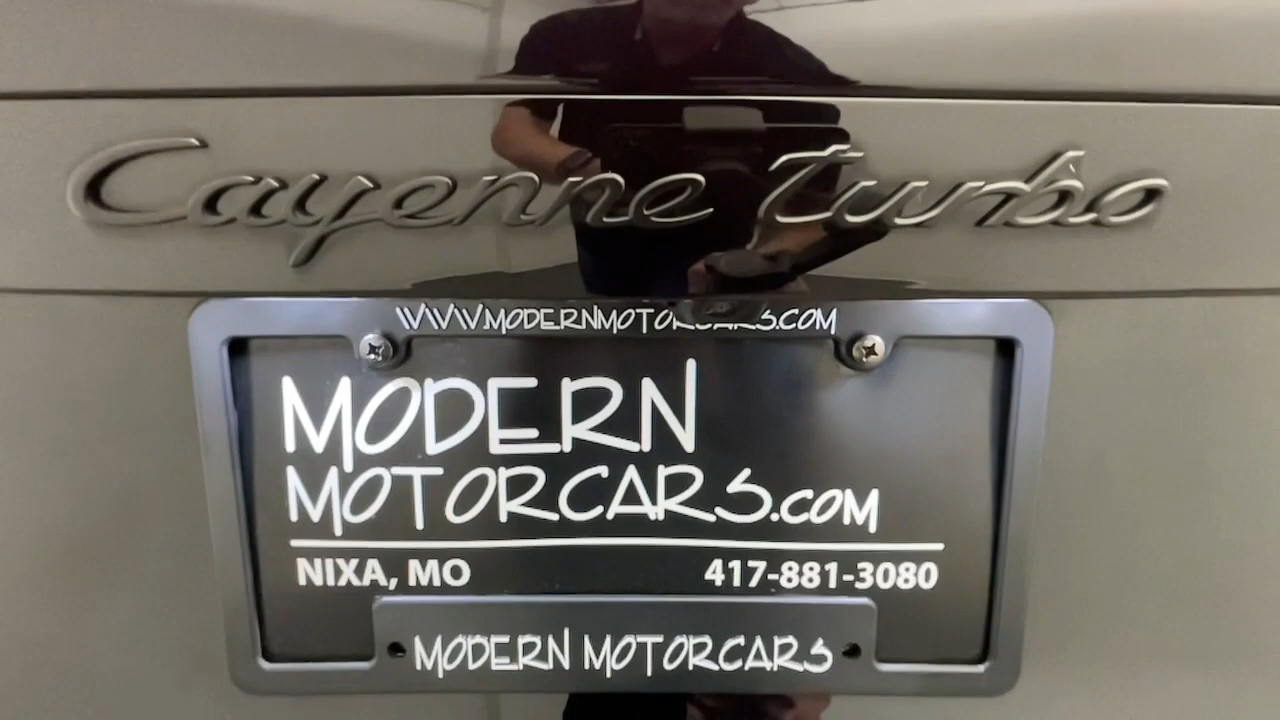 Cayenne Turbo
WWW.MODERNMOTORCARS.COM
MODERN
MOTORCARS.COM
NIXA, MO 417-881-3080
MODERN MOTORCARS